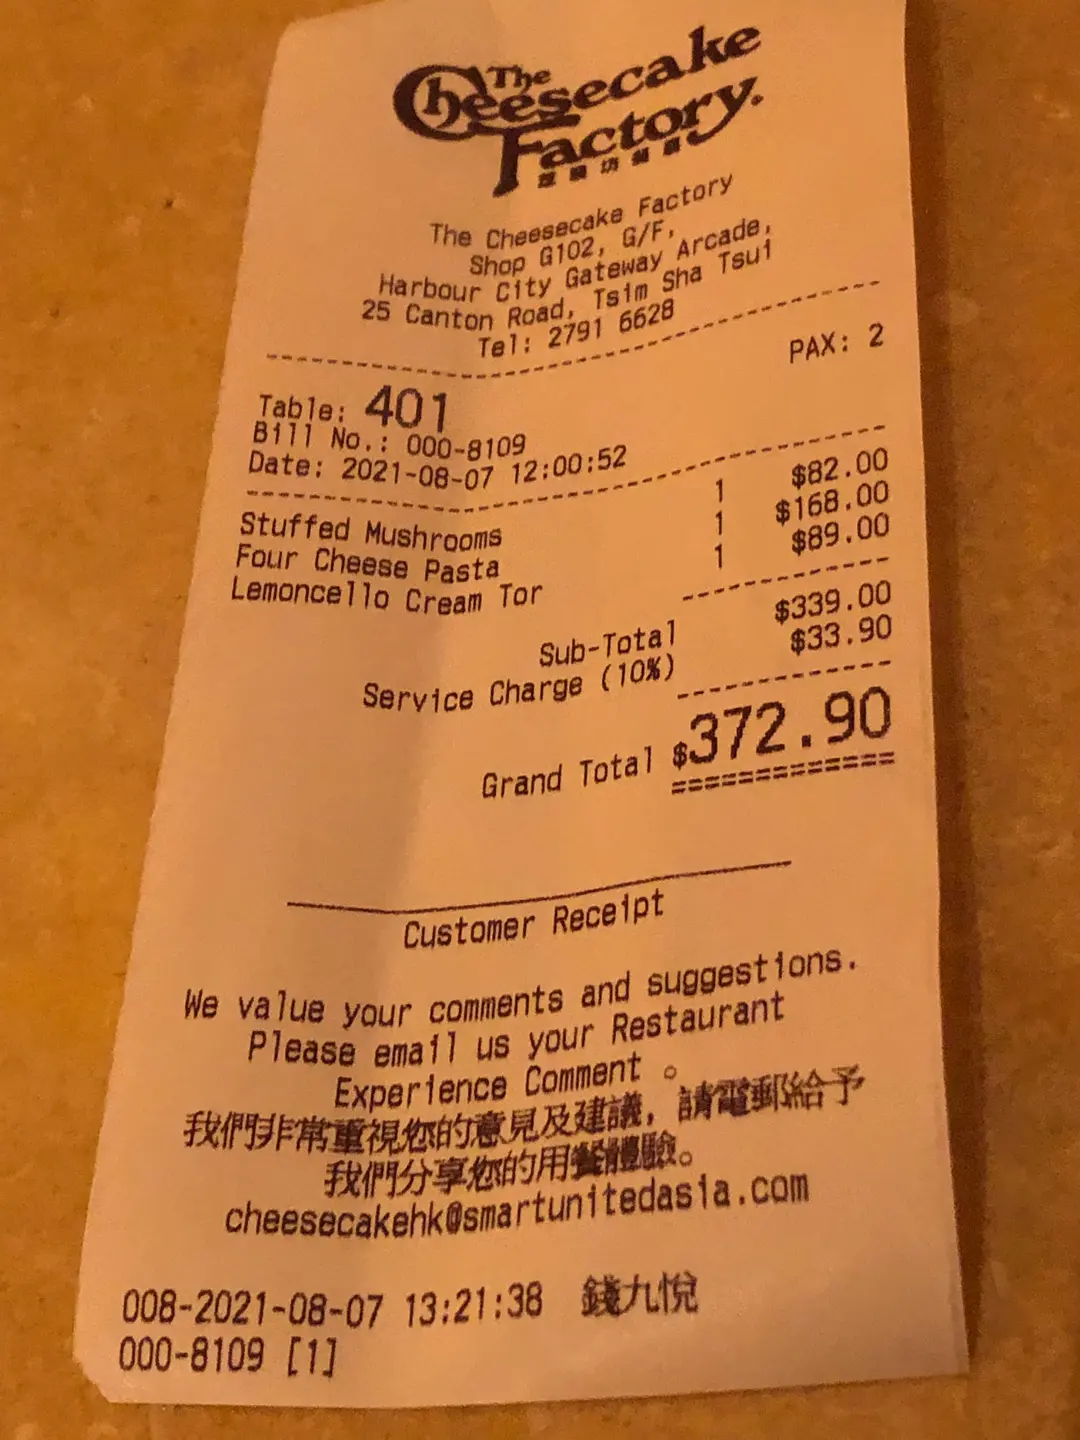 The Cheesecake Factory.
The Cheesecake Factory
Shop G102, G/F,
Harbour City Gateway Arcade,
25 Canton Road, Tsim Sha Tsui
Tel: 2791 6628
PAX: 2
Table: 401
Bill No.: 000-8109
Date: 2021-08-07 12:00:52
Stuffed Mushrooms 1 $82.00
Four Cheese Pasta 1 $168.00
Lemoncello Cream Tor 1 $89.00
Sub-Total $339.00
Service Charge (10%) $33.90
Grand Total $372.90
Customer Receipt
We value your comments and suggestions.
Please email us your Restaurant
Experience Comment 。
我們非常重視您的意見及建議, 請電郵給予
我們分享您的用餐體驗。
cheesecakehk@smartunitedasia.com
008-2021-08-07 13:21:38 錢九悅
000-8109 [1]